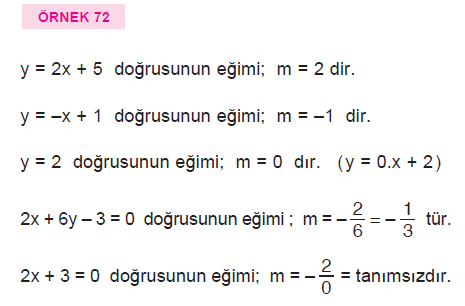 ÖRNEK 72
y = 2x + 5 doğrusunun eğimi; m = 2 dir.
y = –x + 1 doğrusunun eğimi; m = –1 dir.
y = 2 doğrusunun eğimi; m = 0 dır. (y = 0.x + 2)
2x + 6y – 3 = 0 doğrusunun eğimi ; m = – 2/6 = – 1/3 tür.
2x + 3 = 0 doğrusunun eğimi; m = – 2/0 = tanımsızdır.